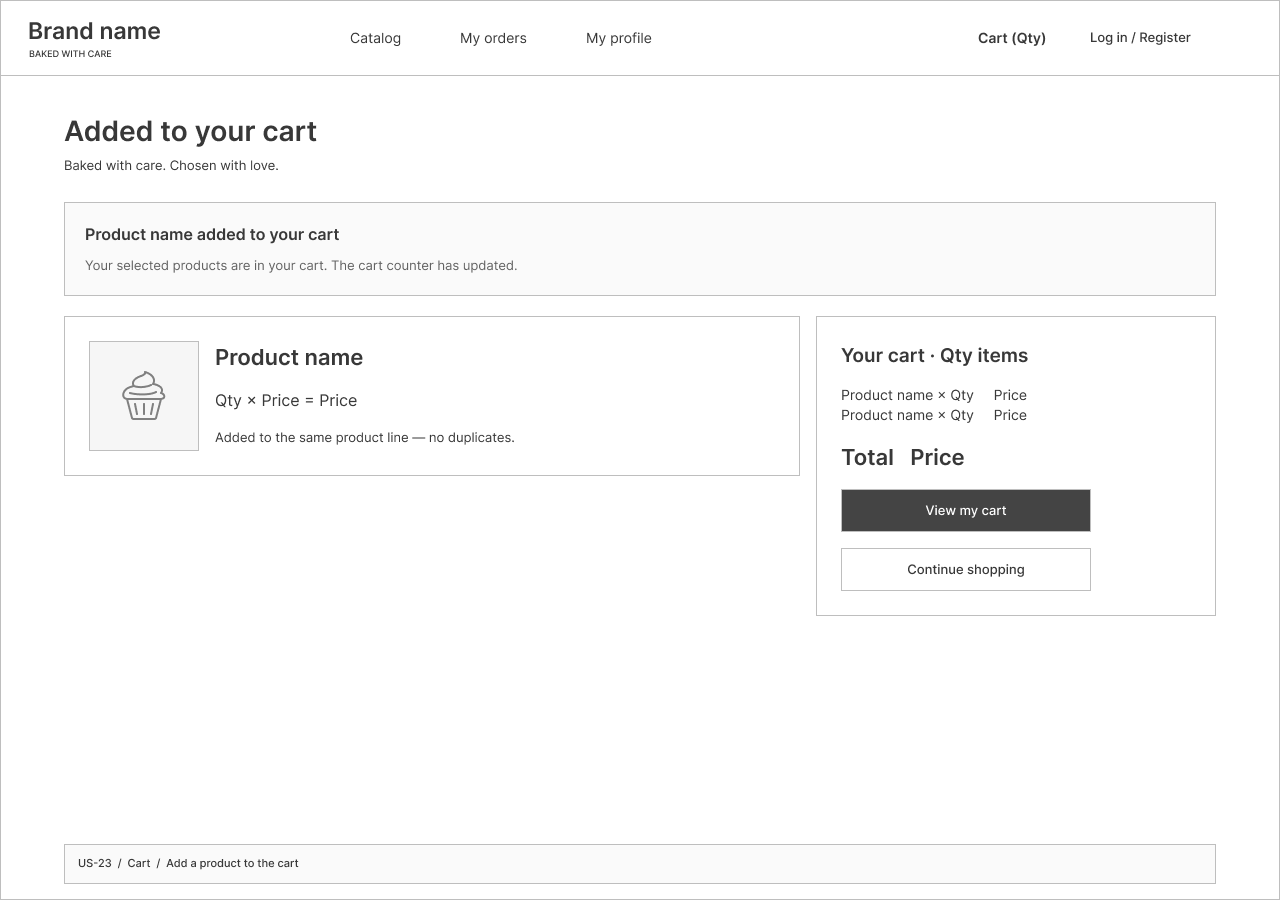 Brand name
BAKED WITH CARE
Catalog
My orders
My profile
Cart (Qty)
Log in / Register
Added to your cart
Baked with care. Chosen with love.
Product name added to your cart
Your selected products are in your cart. The cart counter has updated.
Product name
Qty × Price = Price
Added to the same product line — no duplicates.
Your cart · Qty items
Product name × Qty Price
Product name × Qty Price
Total Price
View my cart
Continue shopping
US-23 / Cart / Add a product to the cart